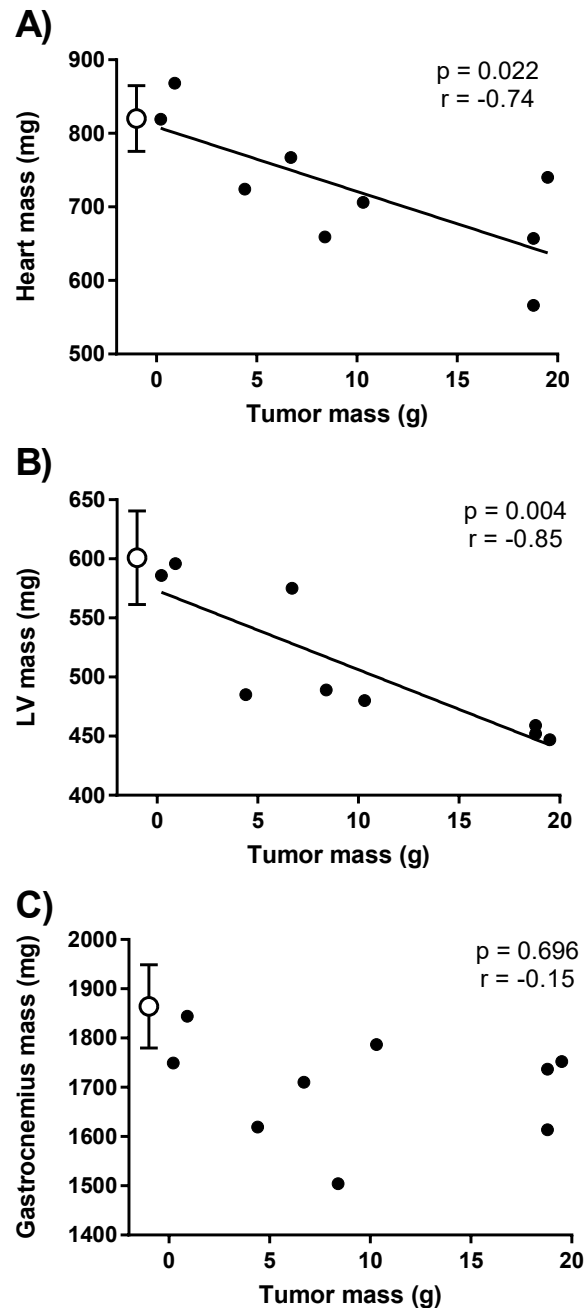 A)
p = 0.022
r = -0.74
900
800
700
600
500
Heart mass (mg)
0 5 10 15 20
Tumor mass (g)
B)
p = 0.004
r = -0.85
650
600
550
500
450
400
LV mass (mg)
0 5 10 15 20
Tumor mass (g)
C)
p = 0.696
r = -0.15
2000
1900
1800
1700
1600
1500
1400
Gastrocnemius mass (mg)
0 5 10 15 20
Tumor mass (g)